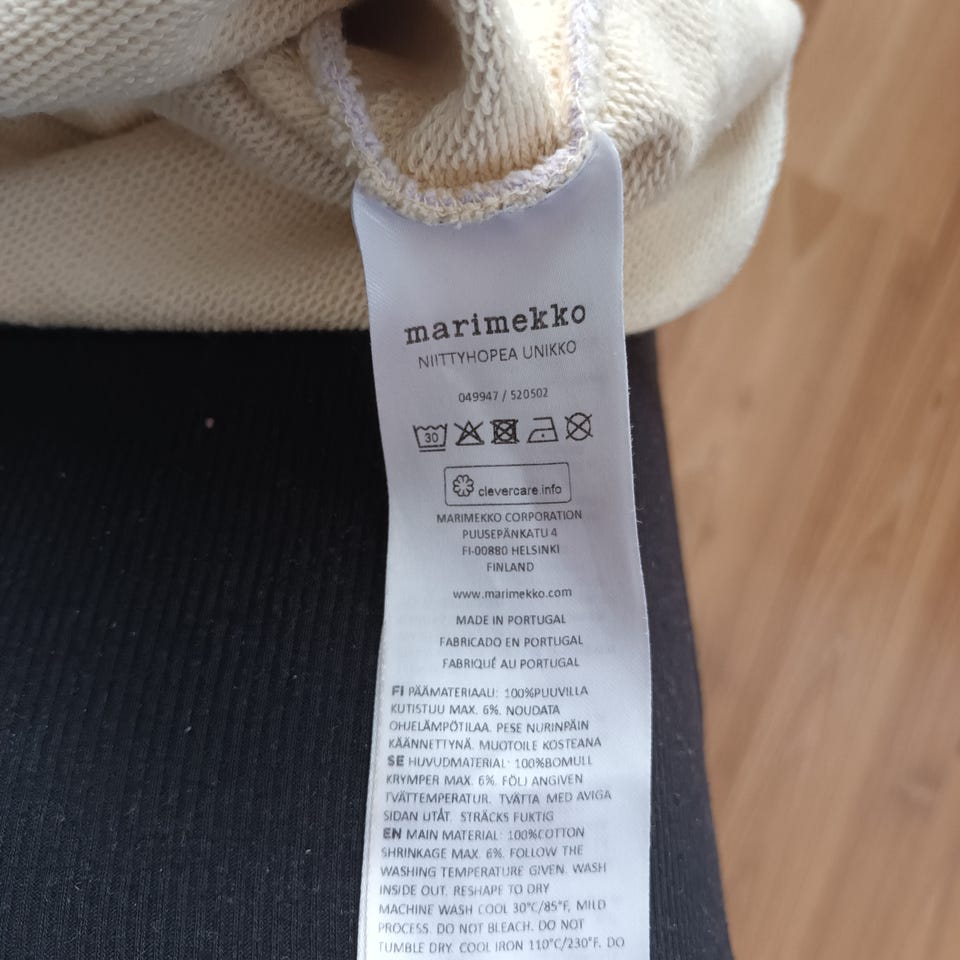 marimekko
NIITTYHOPEA UNIKKO
049947 / 520502
30
clevercare.info
MARIMEKKO CORPORATION
PUUSEPÄNKATU 4
FI-00880 HELSINKI
FINLAND
www.marimekko.com
MADE IN PORTUGAL
FABRICADO EN PORTUGAL
FABRIQUÉ AU PORTUGAL
FI PÄÄMATERIAALI: 100%PUUVILLA
KUTISTUU MAX. 6%. NOUDATA
OHJELÄMPÖTILAA. PESE NURINPÄIN
KÄÄNNETTYNÄ. MUOTOILE KOSTEANA
SE HUVUDMATERIAL: 100%BOMULL
KRYMPER MAX. 6%. FÖLJ ANGIVEN
TVÄTTEMPERATUR. TVÄTTA MED AVIGA
SIDAN UTÅT. STRÄCKS FUKTIG
EN MAIN MATERIAL: 100%COTTON
SHRINKAGE MAX. 6%. FOLLOW THE
WASHING TEMPERATURE GIVEN. WASH
INSIDE OUT. RESHAPE TO DRY
MACHINE WASH COOL 30°C/85°F, MILD
PROCESS. DO NOT BLEACH. DO NOT
TUMBLE DRY. COOL IRON 110°C/230°F. DO